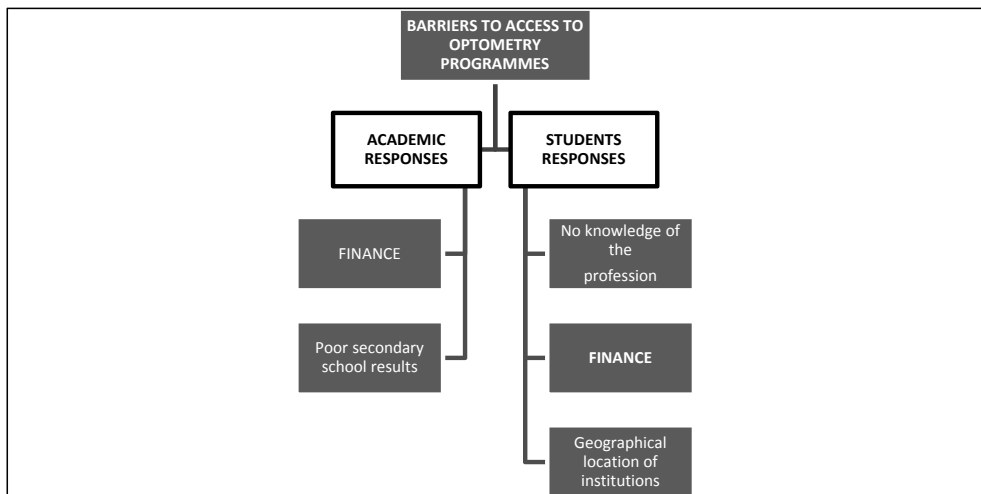 BARRIERS TO ACCESS TO
OPTOMETRY
PROGRAMMES
ACADEMIC
RESPONSES
STUDENTS
RESPONSES
FINANCE
Poor secondary
school results
No knowledge of
the
profession
FINANCE
Geographical
location of
institutions